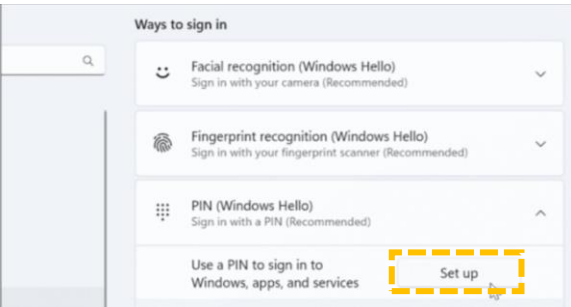 Ways to sign in
Facial recognition (Windows Hello)
Sign in with your camera (Recommended)
Fingerprint recognition (Windows Hello)
Sign in with your fingerprint scanner (Recommended)
PIN (Windows Hello)
Sign in with a PIN (Recommended)
Use a PIN to sign in to
Windows, apps, and services
Set up